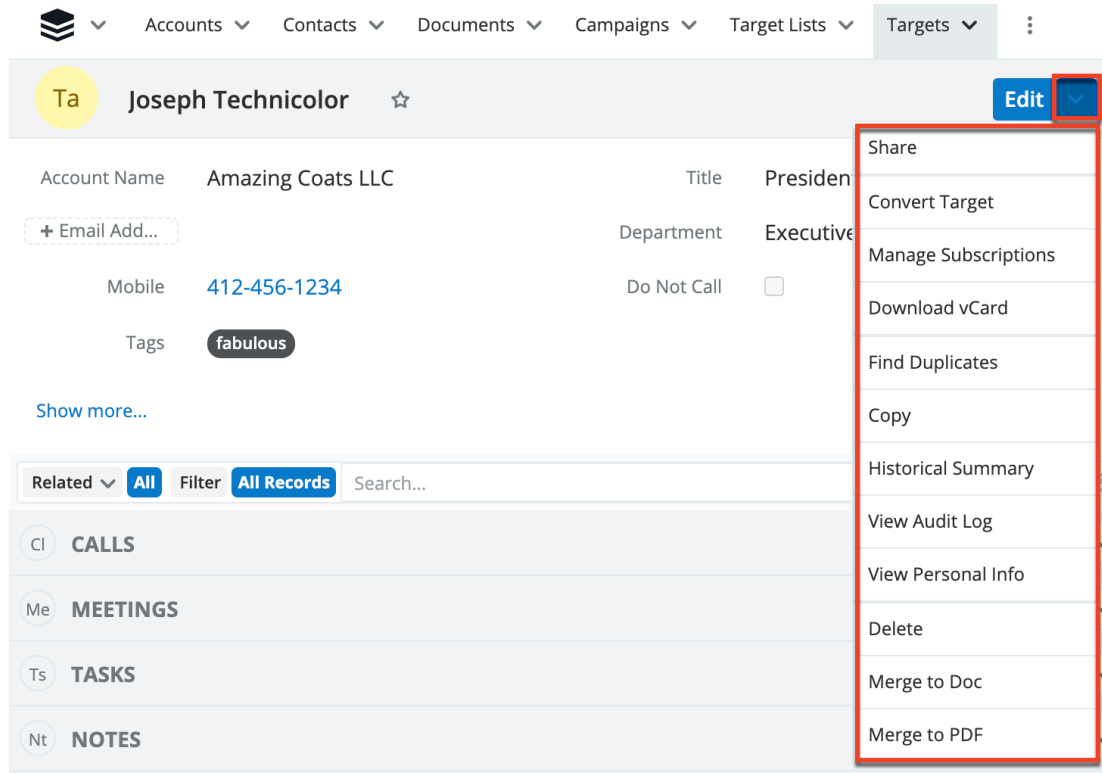 Accounts Contacts Documents Campaigns Target Lists Targets
Ta Joseph Technicolor Edit
Share
Account Name Amazing Coats LLC Title Presiden
Convert Target
+ Email Add... Department Executive
Manage Subscriptions
Mobile 412-456-1234 Do Not Call
Download vCard
Tags fabulous
Find Duplicates
Show more...
Copy
Historical Summary
Related All Filter All Records Search...
View Audit Log
Cl CALLS
View Personal Info
Me MEETINGS
Delete
Ts TASKS
Merge to Doc
Nt NOTES
Merge to PDF